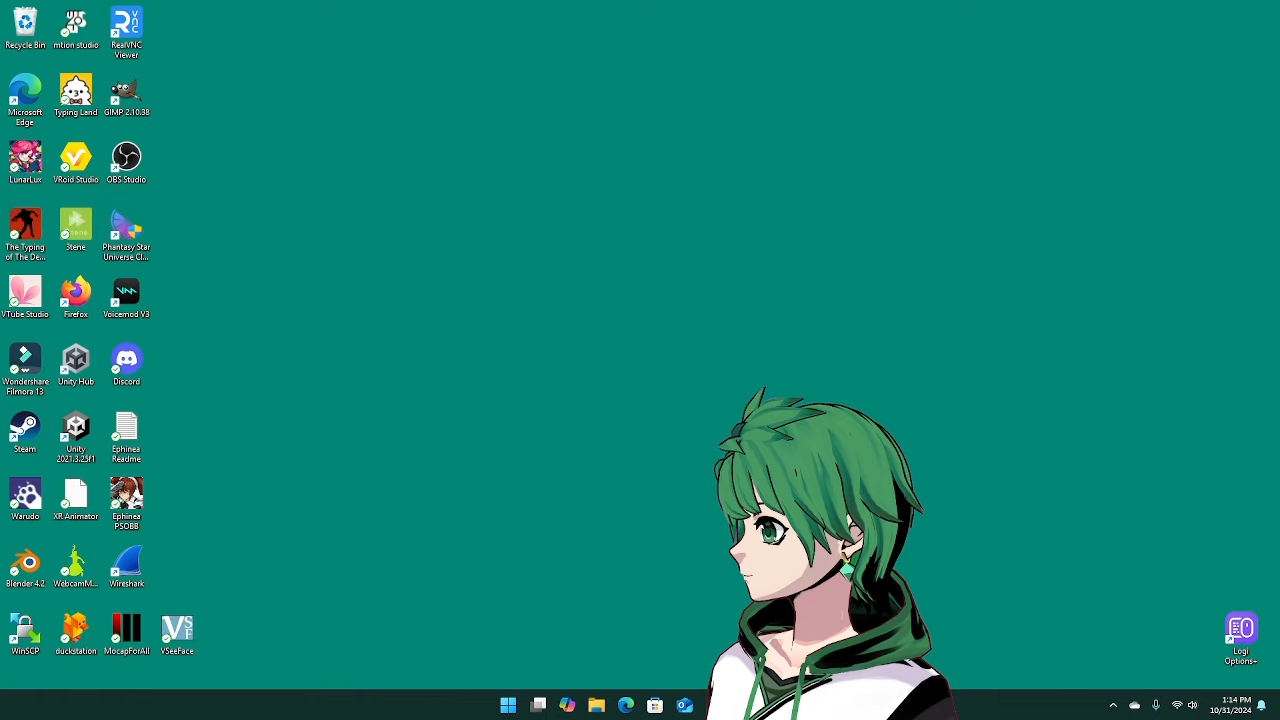 Recycle Bin
mtion studio
RealVNC
Viewer
Microsoft
Edge
Typing Land
GIMP 2.10.38
LunarLux
VRoid Studio
OBS Studio
The Typing
of The De...
Stene
Phantasy Star
Universe Cl...
VTube Studio
Firefox
Voicemod V3
Wondershare
Filmora 13
Unity Hub
Discord
Steam
Unity
2021.3.25f1
Ephinea
Readme
Warudo
XR Animator
Ephinea
PSOBB
Blender 4.2
WebcamM...
Wireshark
WinSCP
duckstation
MocapForAll
VSeeFace
Logi
Options+
1:14 PM
10/31/2024